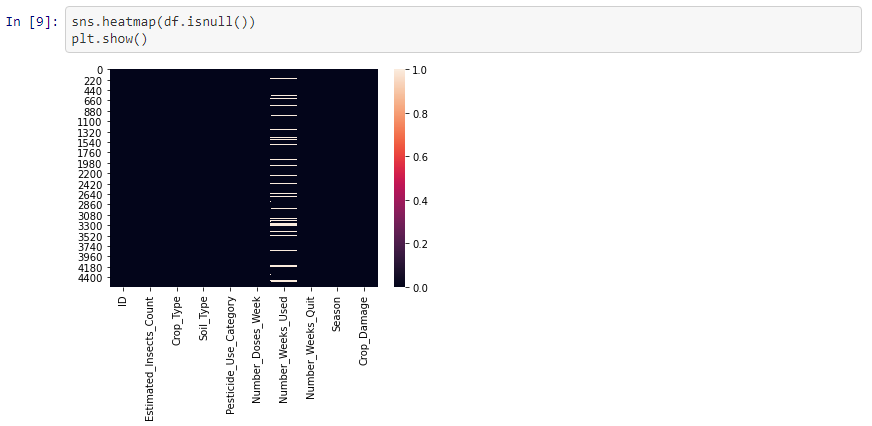 In [9]:
sns.heatmap(df.isnull())
plt.show()
0
220
440
660
880
1100
1320
1540
1760
1980
2200
2420
2640
2860
3080
3300
3520
3740
3960
4180
4400
1.0
0.8
0.6
0.4
0.2
0.0
ID
Estimated_Insects_Count
Crop_Type
Soil_Type
Pesticide_Use_Category
Number_Doses_Week
Number_Weeks_Used
Number_Weeks_Quit
Season
Crop_Damage